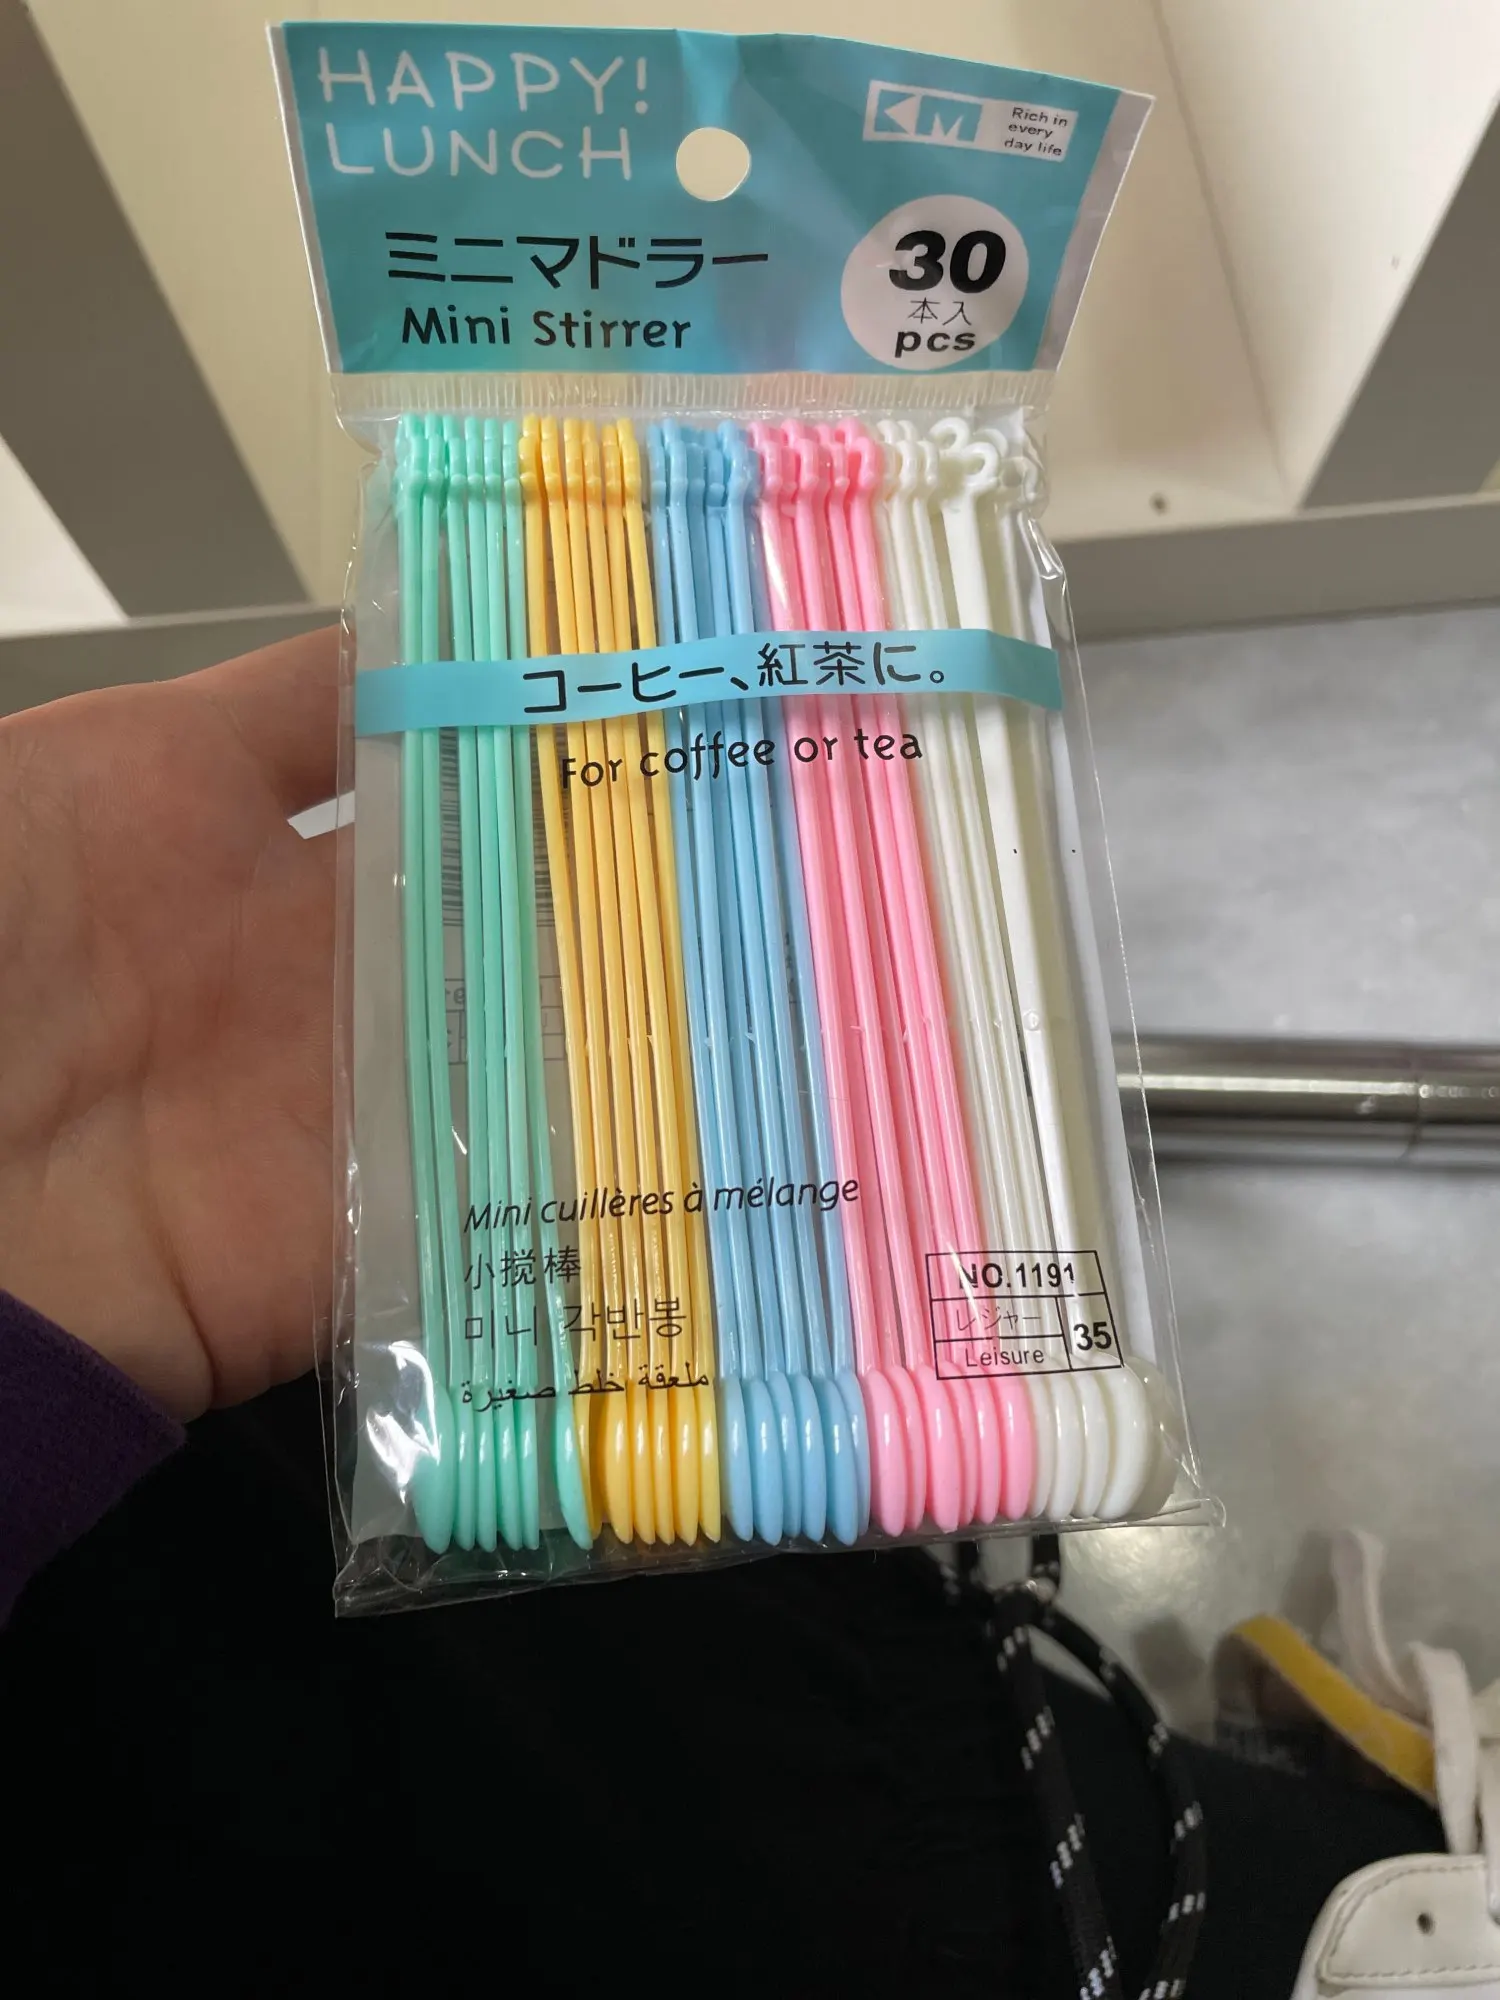 HAPPY!
LUNCH
KM
Rich in
every
day life
ミニマドラー
Mini Stirrer
30
本入
pcs
コーヒー、紅茶に。
For coffee or tea
Mini cuillères à mélange
小搅棒
미니 각반봉
ملعقة خلط صغيرة
NO.1191
レジャー
Leisure
35